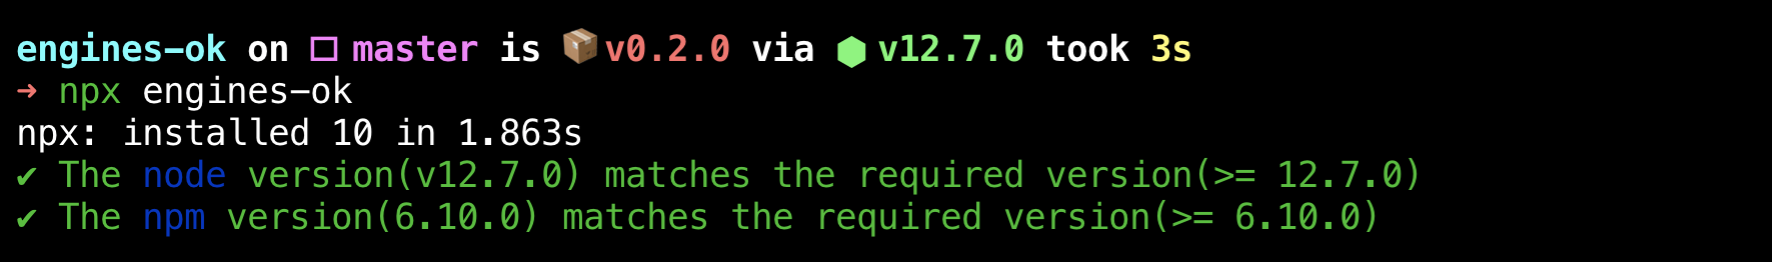 engines-ok on □ master is 📦 v0.2.0 via ⬢ v12.7.0 took 3s
➜ npx engines-ok
npx: installed 10 in 1.863s
✔ The node version(v12.7.0) matches the required version(>= 12.7.0)
✔ The npm version(6.10.0) matches the required version(>= 6.10.0)